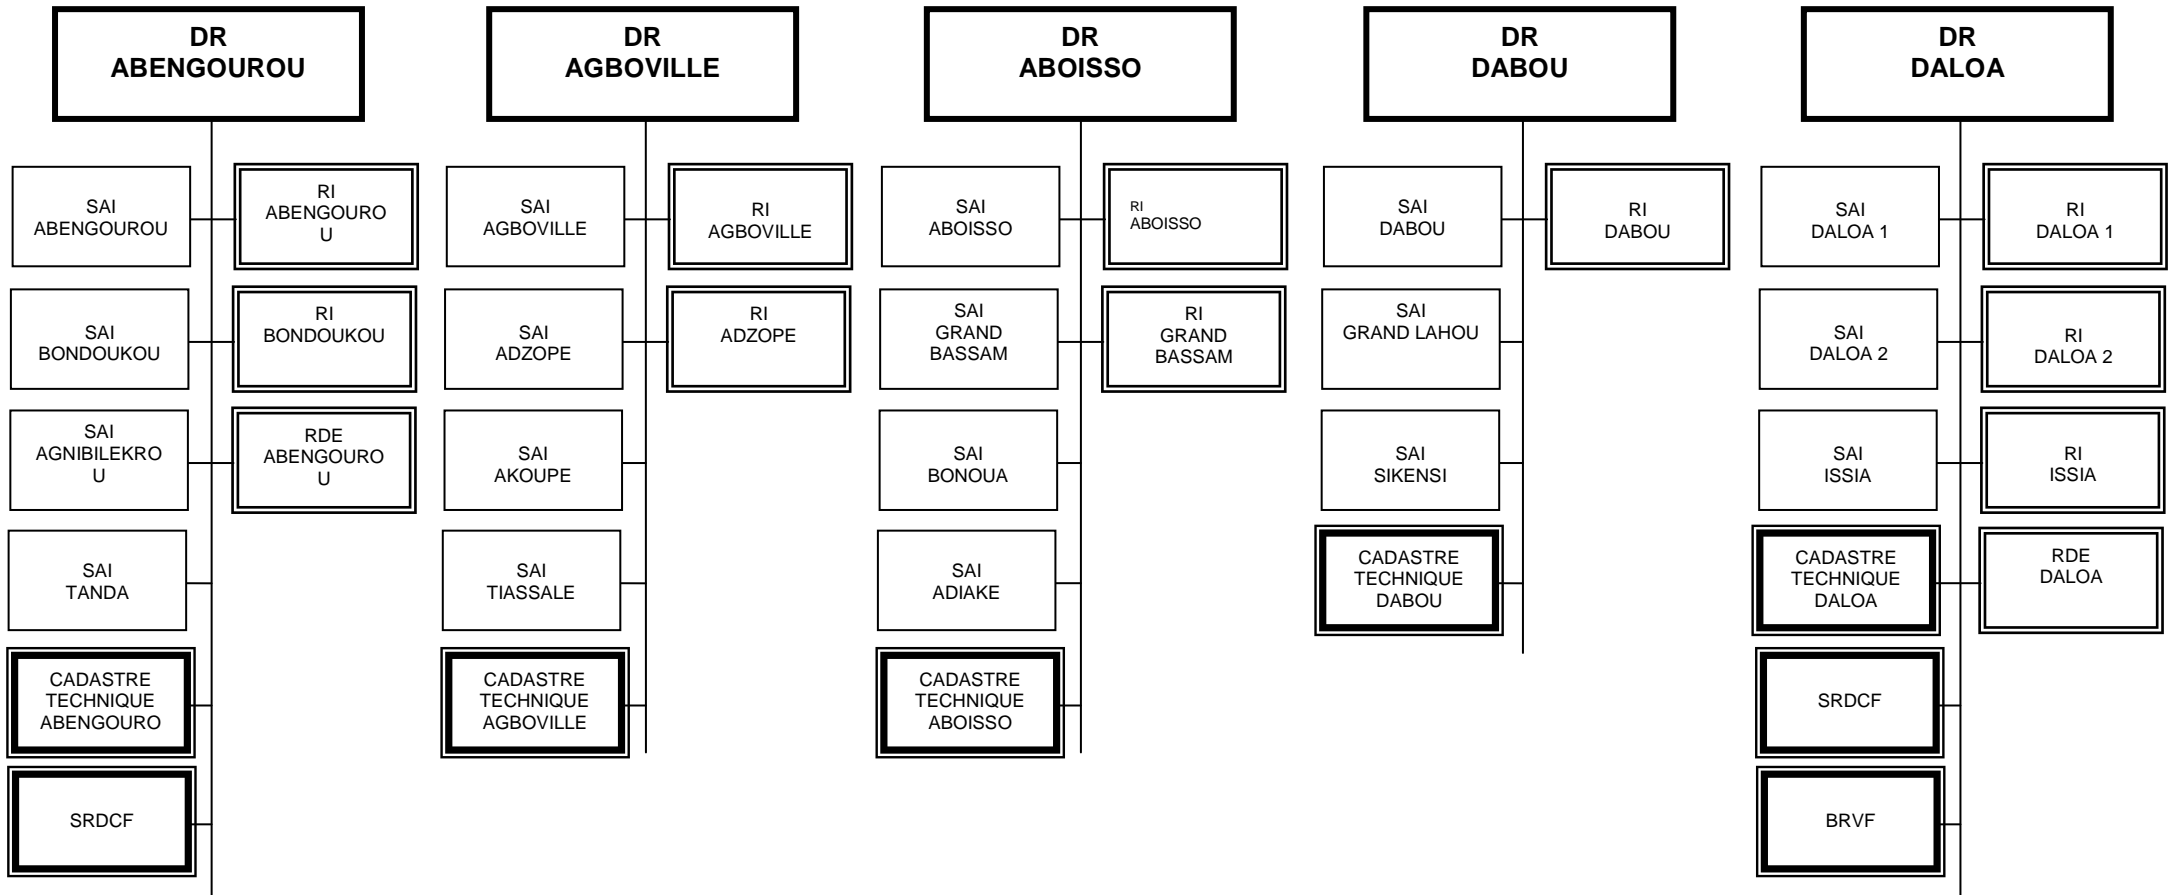 DR
ABENGOUROU
SAI
ABENGOUROU
RI
ABENGOURO
U
SAI
BONDOUKOU
RI
BONDOUKOU
SAI
AGNIBILEKRO
U
RDE
ABENGOURO
U
SAI
TANDA
CADASTRE
TECHNIQUE
ABENGOURO
SRDCF
DR
AGBOVILLE
SAI
AGBOVILLE
RI
AGBOVILLE
SAI
ADZOPE
RI
ADZOPE
SAI
AKOUPE
SAI
TIASSALE
CADASTRE
TECHNIQUE
AGBOVILLE
DR
ABOISSO
SAI
ABOISSO
RI
ABOISSO
SAI
GRAND
BASSAM
RI
GRAND
BASSAM
SAI
BONOUA
SAI
ADIAKE
CADASTRE
TECHNIQUE
ABOISSO
DR
DABOU
SAI
DABOU
RI
DABOU
SAI
GRAND LAHOU
SAI
SIKENSI
CADASTRE
TECHNIQUE
DABOU
DR
DALOA
SAI
DALOA 1
RI
DALOA 1
SAI
DALOA 2
RI
DALOA 2
SAI
ISSIA
RI
ISSIA
CADASTRE
TECHNIQUE
DALOA
RDE
DALOA
SRDCF
BRVF